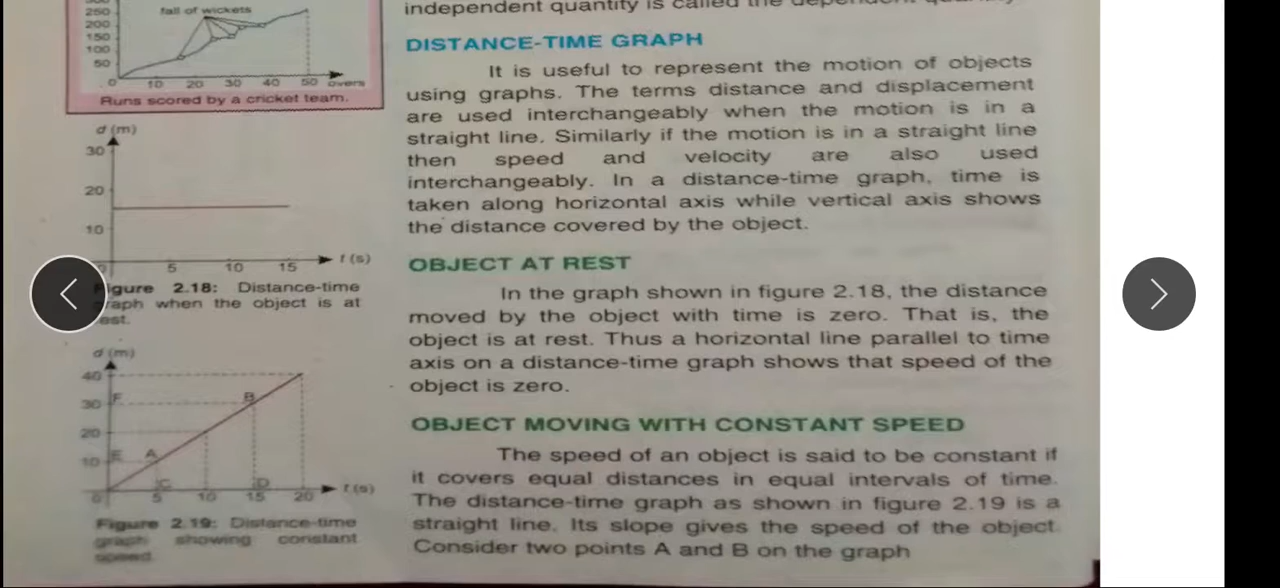 250
200
150
100
50
0
fall of wickets
10 20 30 40 50 overs
Runs scored by a cricket team.
d (m)
30
20
10
5 10 15 t (s)
Figure 2.18: Distance-time
graph when the object is at
rest.
d (m)
40
30 F B
20
10 E A
C D
0 5 10 15 20 t (s)
Figure 2.19: Distance-time
graph showing constant
speed.
independent quantity is called the dependent
DISTANCE-TIME GRAPH
It is useful to represent the motion of objects
using graphs. The terms distance and displacement
are used interchangeably when the motion is in a
straight line. Similarly if the motion is in a straight line
then speed and velocity are also used
interchangeably. In a distance-time graph, time is
taken along horizontal axis while vertical axis shows
the distance covered by the object.
OBJECT AT REST
In the graph shown in figure 2.18, the distance
moved by the object with time is zero. That is, the
object is at rest. Thus a horizontal line parallel to time
axis on a distance-time graph shows that speed of the
object is zero.
OBJECT MOVING WITH CONSTANT SPEED
The speed of an object is said to be constant if
it covers equal distances in equal intervals of time.
The distance-time graph as shown in figure 2.19 is a
straight line. Its slope gives the speed of the object.
Consider two points A and B on the graph